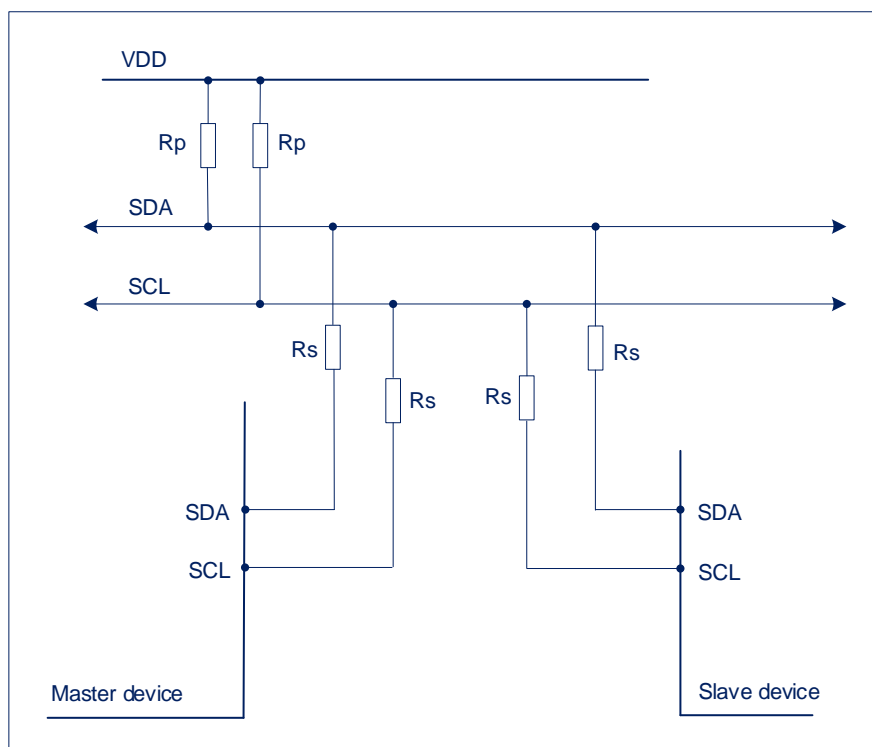 VDD
Rp
Rp
SDA
SCL
Rs
Rs
Rs
Rs
SDA
SDA
SCL
SCL
Master device
Slave device